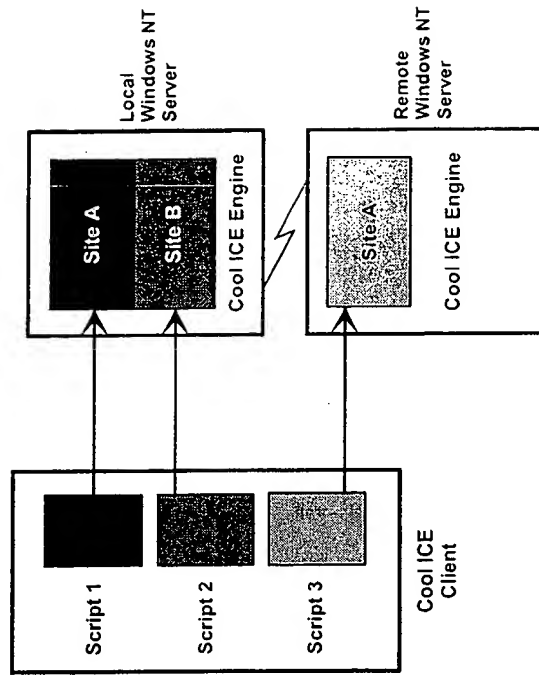 Script 1
Script 2
Script 3
Cool ICE
Client
Site A
Site B
Cool ICE Engine
Local
Windows NT
Server
Site A'
Cool ICE Engine
Remote
Windows NT
Server